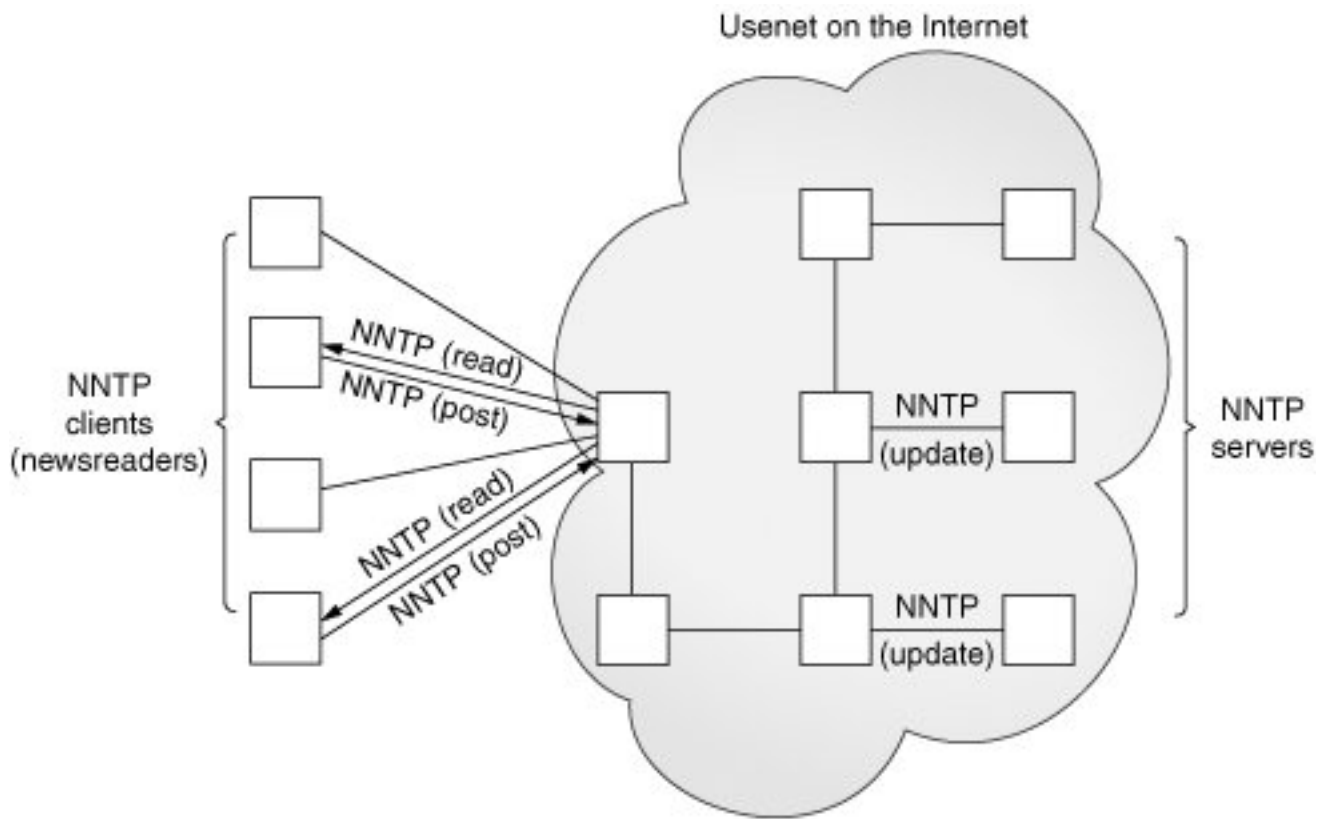 Usenet on the Internet
NNTP (read)
NNTP (post)
NNTP
clients
(newsreaders)
NNTP (read)
NNTP (post)
NNTP
(update)
NNTP
(update)
NNTP
servers